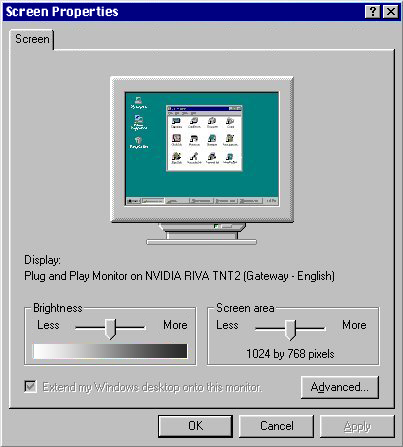 Screen Properties
Screen
Display:
Plug and Play Monitor on NVIDIA RIVA TNT2 (Gateway - English)
Brightness
Less
More
Screen area
Less
More
1024 by 768 pixels
Extend my Windows desktop onto this monitor.
Advanced...
OK
Cancel
Apply